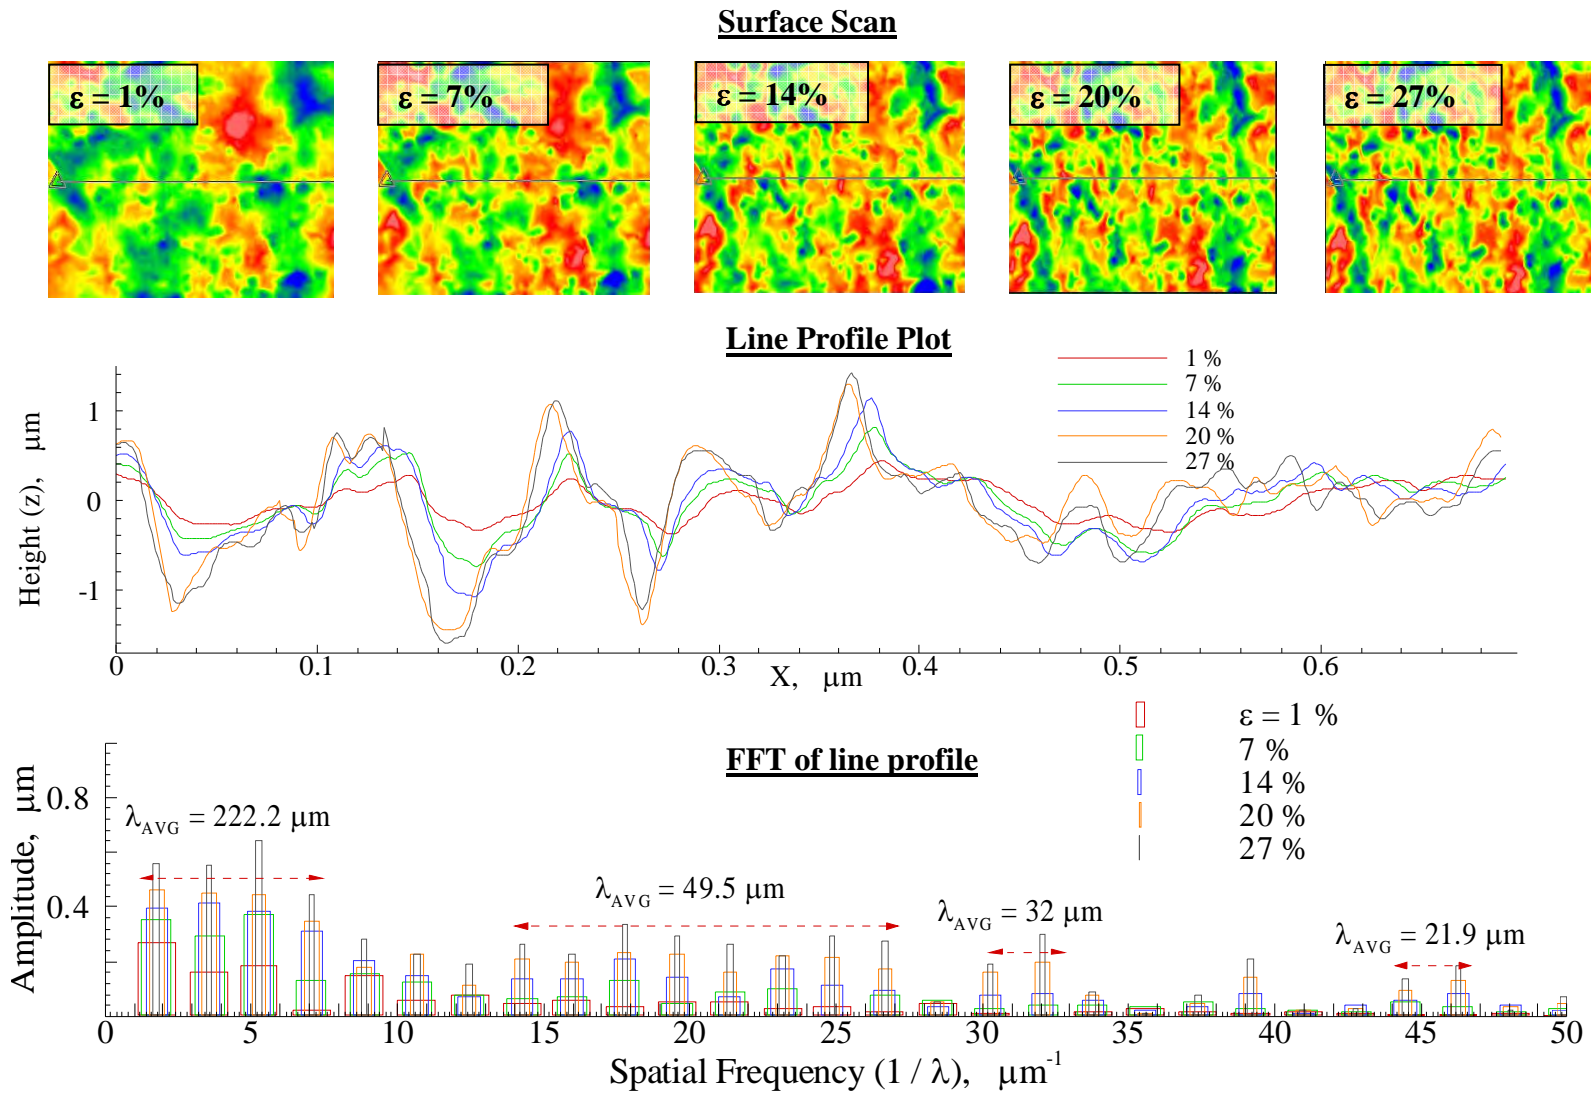 Surface Scan
ε = 1%
ε = 7%
ε = 14%
ε = 20%
ε = 27%
Line Profile Plot
1 %
7 %
14 %
20 %
27 %
Height (z), μm
1
0
-1
0 0.1 0.2 0.3 0.4 0.5 0.6
X, μm
ε = 1 %
7 %
14 %
20 %
27 %
FFT of line profile
Amplitude, μm
0.8
0.4
λAVG = 222.2 μm
λAVG = 49.5 μm
λAVG = 32 μm
λAVG = 21.9 μm
0 5 10 15 20 25 30 35 40 45 50
Spatial Frequency (1 / λ), μm-1